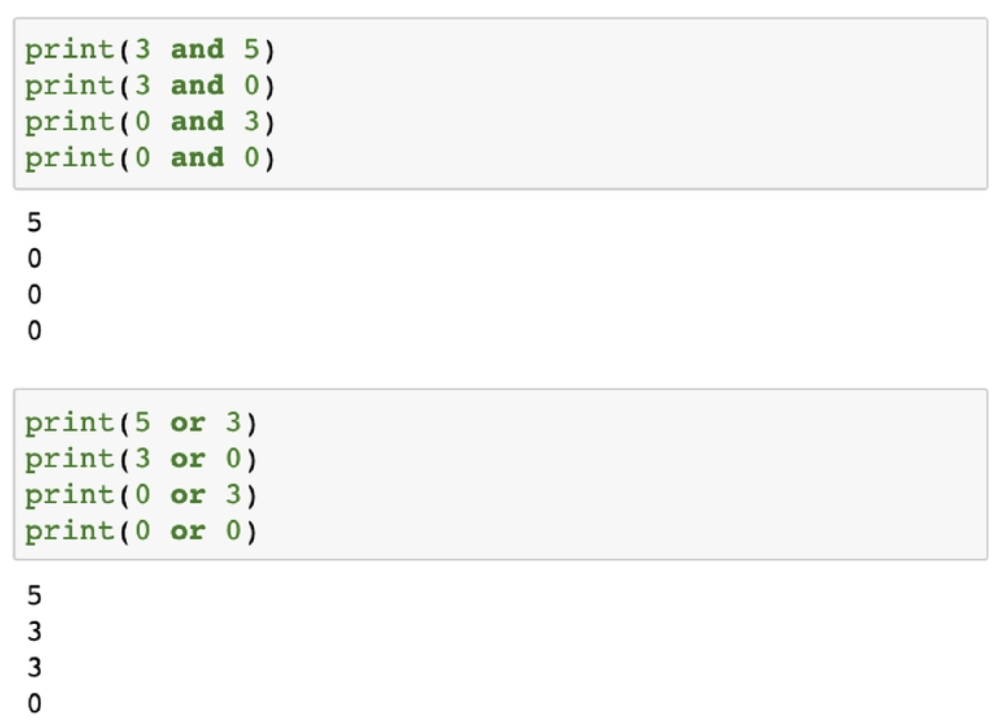 print(3 and 5)
print(3 and 0)
print(0 and 3)
print(0 and 0)
5
0
0
0
print(5 or 3)
print(3 or 0)
print(0 or 3)
print(0 or 0)
5
3
3
0